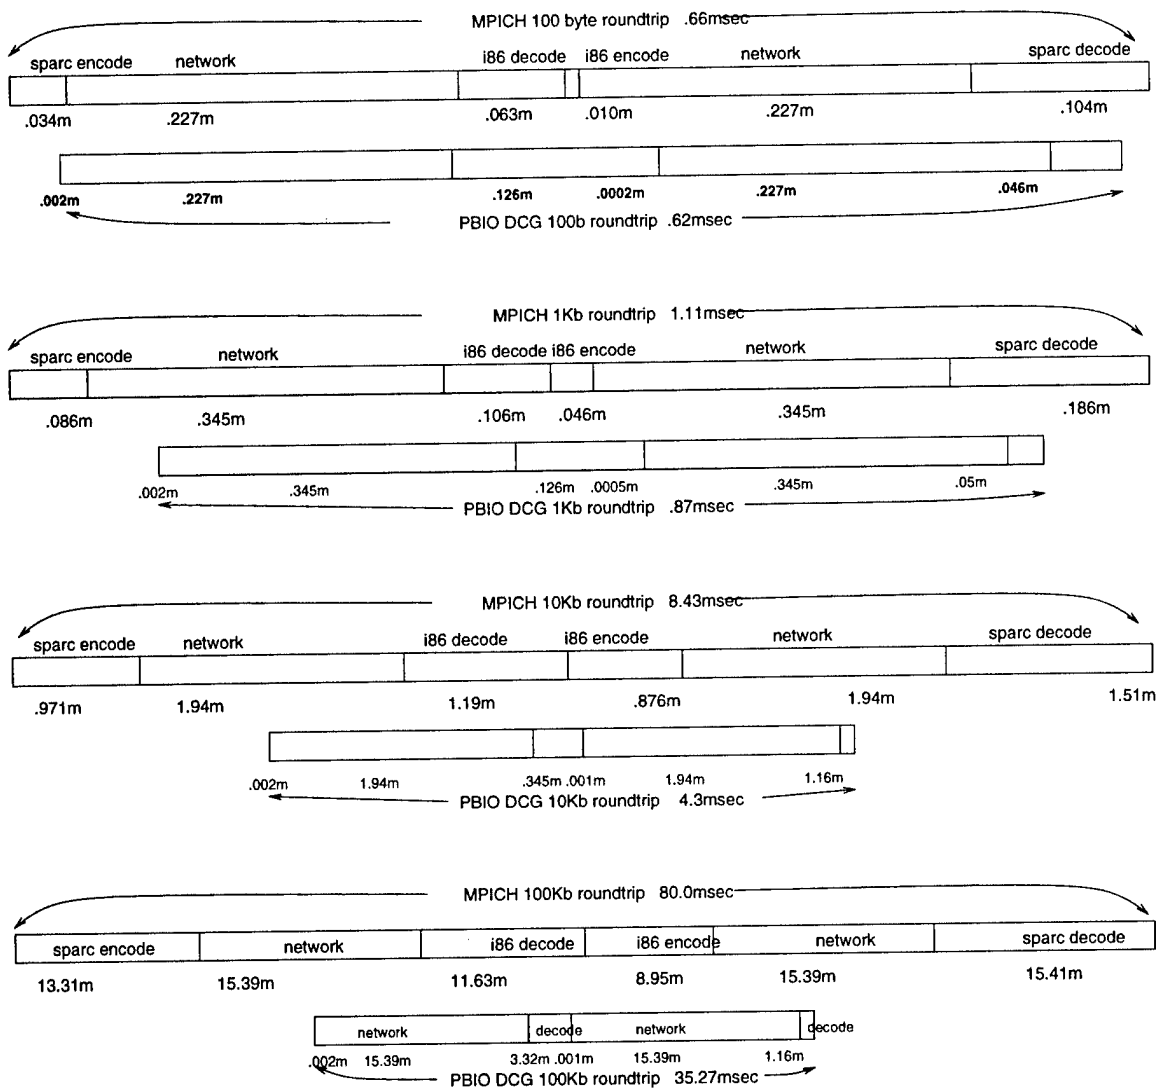 MPICH 100 byte roundtrip .66msec
sparc encode network i86 decode i86 encode network sparc decode
.034m .227m .063m .010m .227m .104m
.002m .227m .126m .0002m .227m .046m
PBIO DCG 100b roundtrip .62msec
MPICH 1Kb roundtrip 1.11msec
sparc encode network i86 decode i86 encode network sparc decode
.086m .345m .106m .046m .345m .186m
.002m .345m .126m .0005m .345m .05m
PBIO DCG 1Kb roundtrip .87msec
MPICH 10Kb roundtrip 8.43msec
sparc encode network i86 decode i86 encode network sparc decode
.971m 1.94m 1.19m .876m 1.94m 1.51m
.002m 1.94m .345m .001m 1.94m 1.16m
PBIO DCG 10Kb roundtrip 4.3msec
MPICH 100Kb roundtrip 80.0msec
sparc encode network i86 decode i86 encode network sparc decode
13.31m 15.39m 11.63m 8.95m 15.39m 15.41m
network decode network decode
.002m 15.39m 3.32m .001m 15.39m 1.16m
PBIO DCG 100Kb roundtrip 35.27msec